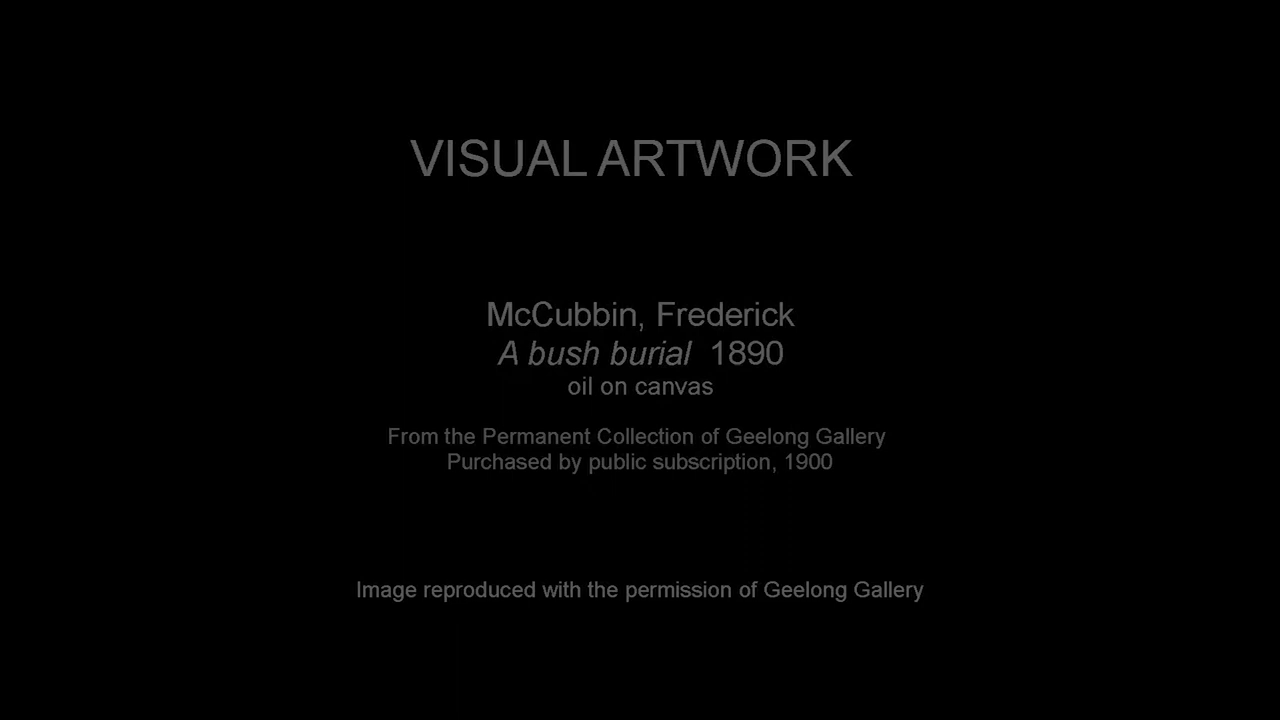 VISUAL ARTWORK
McCubbin, Frederick
A bush burial 1890
oil on canvas
From the Permanent Collection of Geelong Gallery
Purchased by public subscription, 1900
Image reproduced with the permission of Geelong Gallery